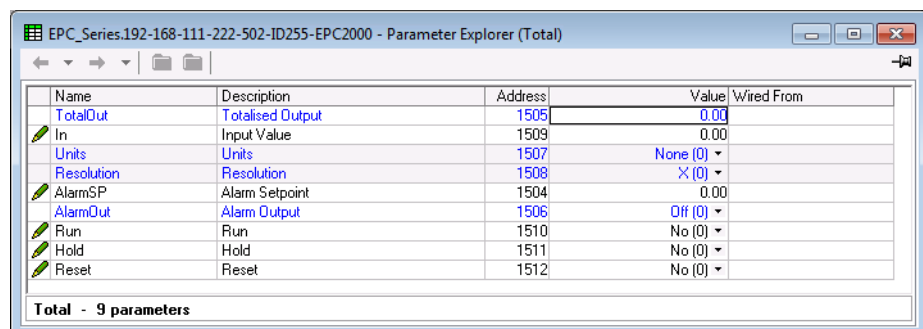 EPC_Series.192-168-111-222-502-ID255-EPC2000 - Parameter Explorer (Total)
Name Description Address Value Wired From
TotalOut Totalised Output 1505 0.00
In Input Value 1509 0.00
Units Units 1507 None (0)
Resolution Resolution 1508 X (0)
AlarmSP Alarm Setpoint 1504 0.00
AlarmOut Alarm Output 1506 Off (0)
Run Run 1510 No (0)
Hold Hold 1511 No (0)
Reset Reset 1512 No (0)
Total - 9 parameters